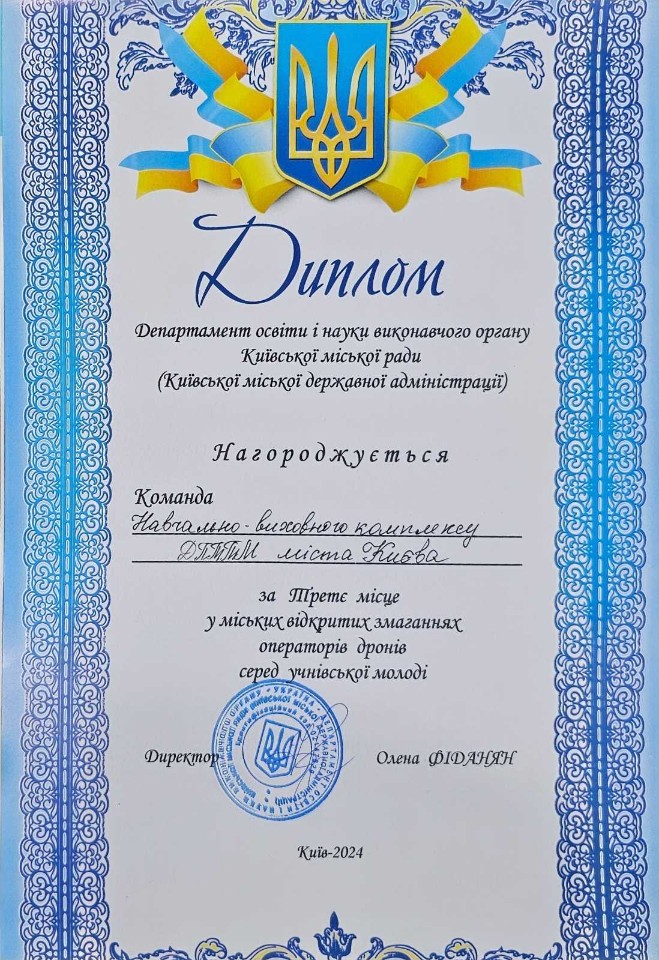 Диплом
Департамент освіти і науки виконавчого органу
Київської міської ради
(Київської міської державної адміністрації)
Нагороджується
Команда
Навчально-виховного комплексу
ДПТТМ міста Києва
за Третє місце
у міських відкритих змаганнях
операторів дронів
серед учнівської молоді
Директор
Олена ФІДАНЯН
Київ-2024